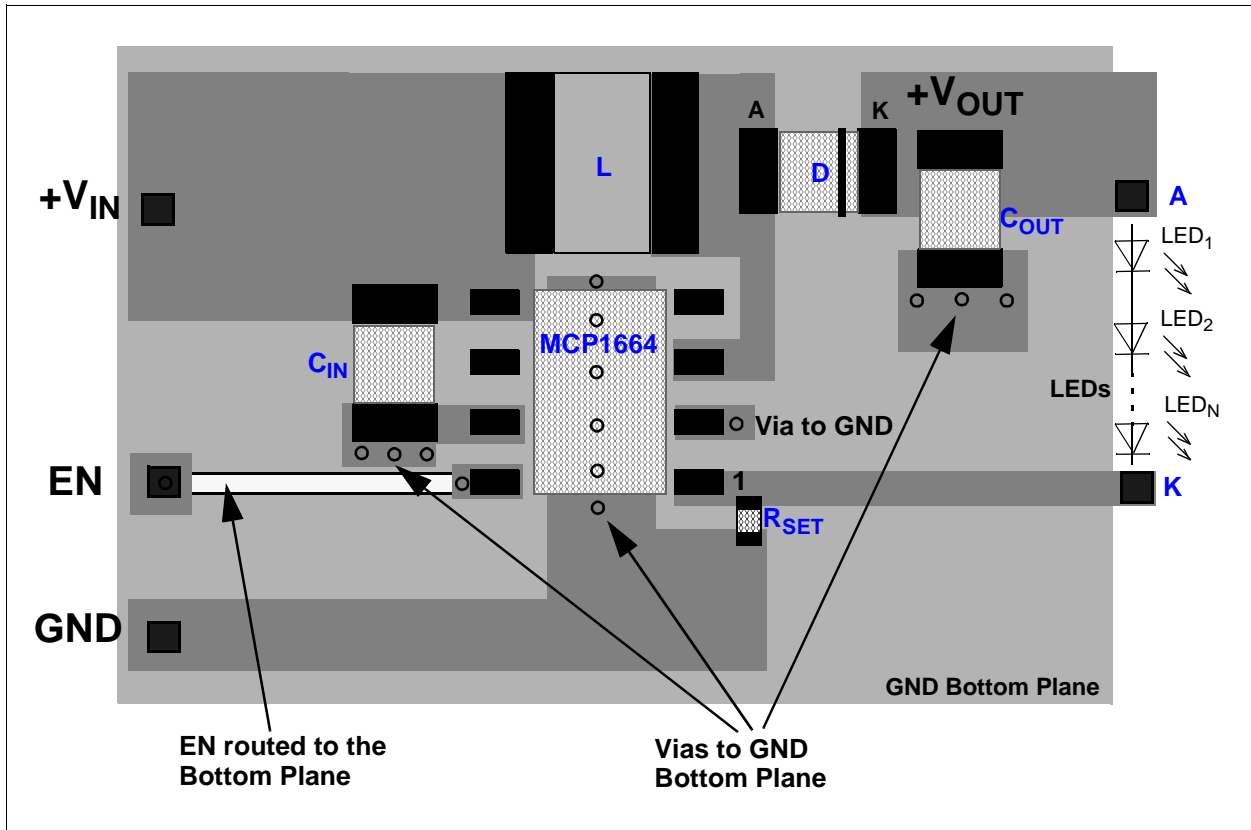 +VOUT
A
K
L
D
+VIN
A
COUT
LED1
MCP1664
LED2
CIN
LEDs
LEDN
Via to GND
EN
1
K
RSET
GND
GND Bottom Plane
EN routed to the
Bottom Plane
Vias to GND
Bottom Plane